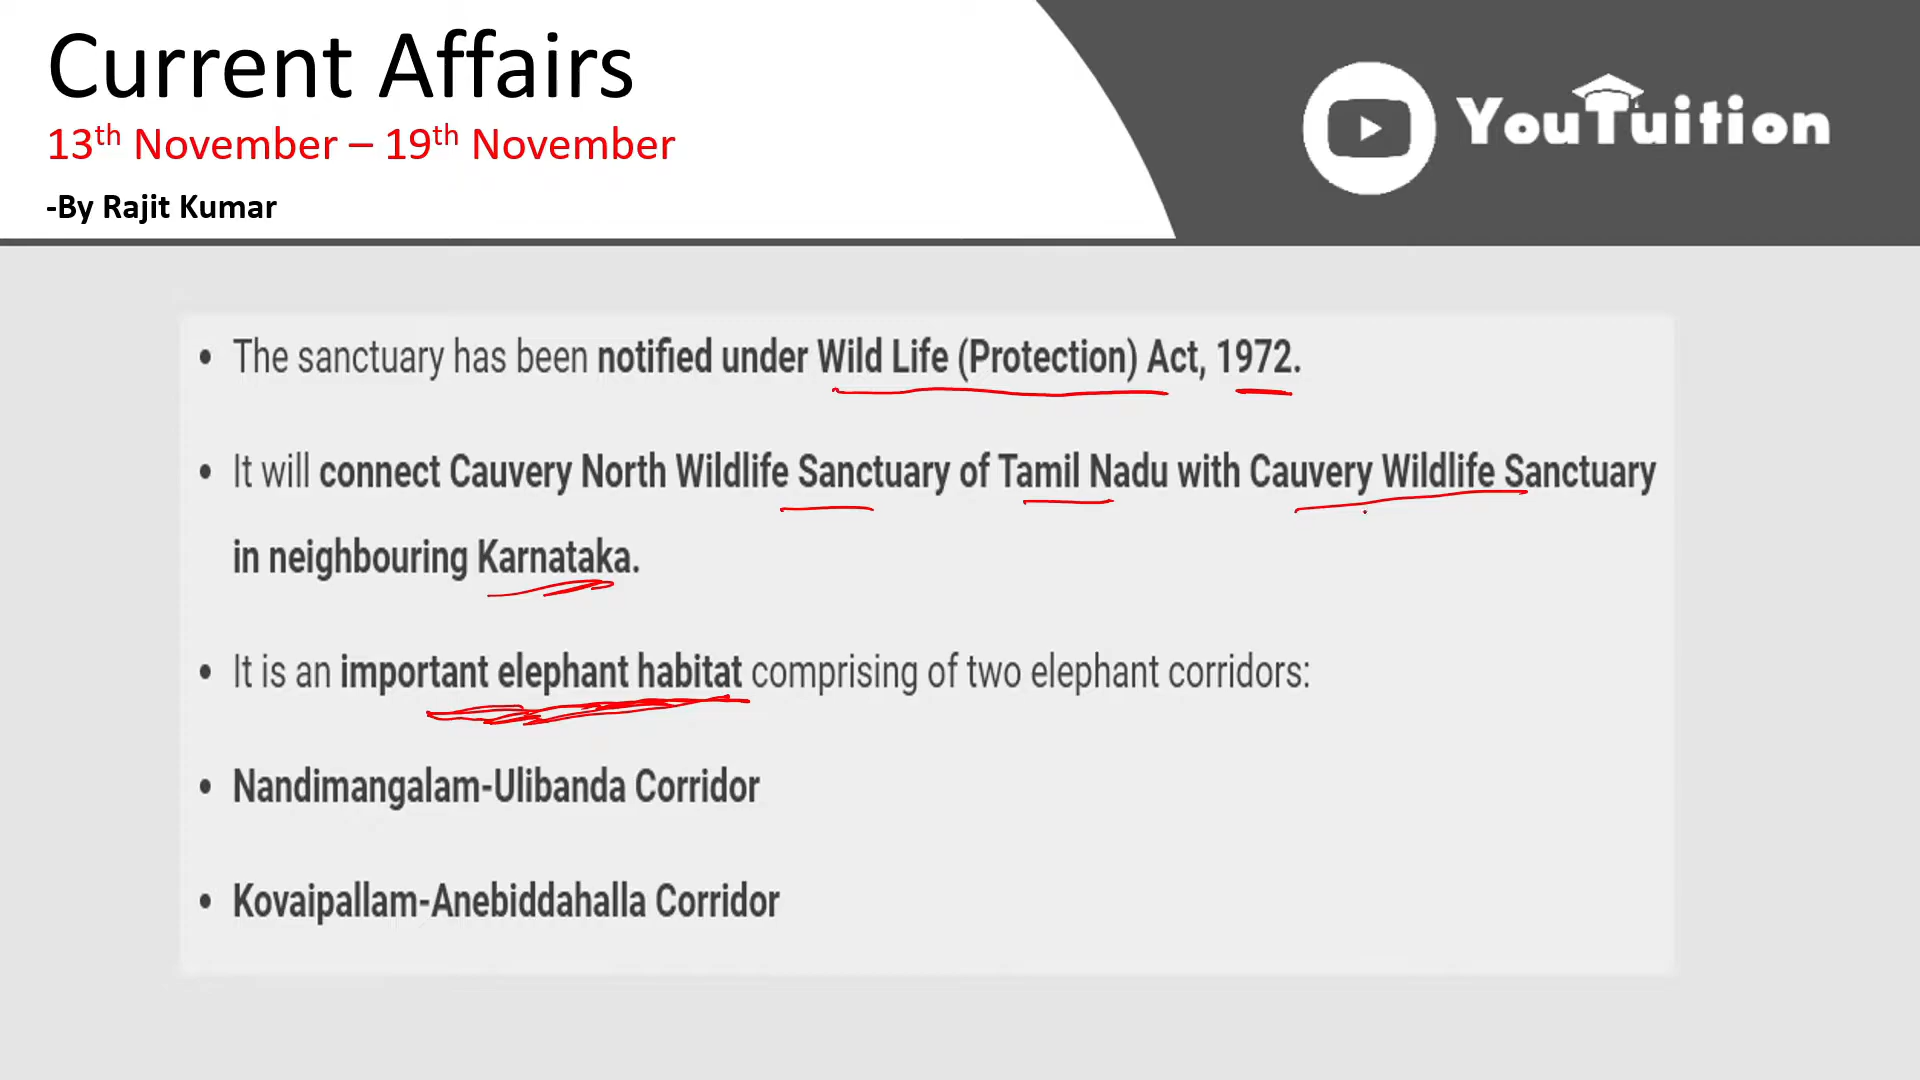 Current Affairs
13th November – 19th November
-By Rajit Kumar
YouTuition
• The sanctuary has been notified under Wild Life (Protection) Act, 1972.
• It will connect Cauvery North Wildlife Sanctuary of Tamil Nadu with Cauvery Wildlife Sanctuary
in neighbouring Karnataka.
• It is an important elephant habitat comprising of two elephant corridors:
• Nandimangalam-Ulibanda Corridor
• Kovaipallam-Anebiddahalla Corridor